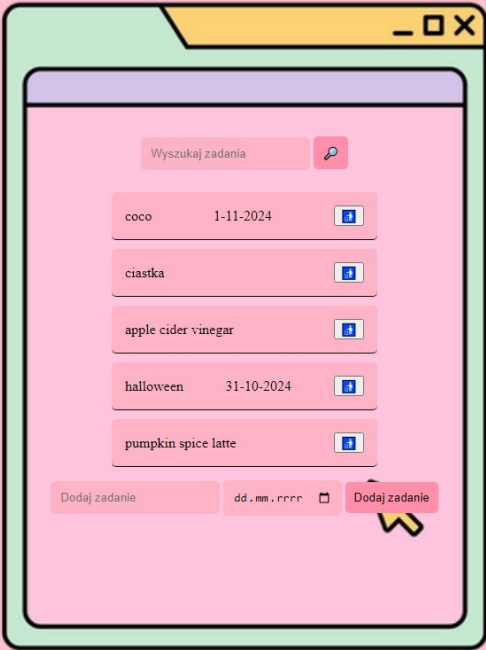 Wyszukaj zadania
coco 1-11-2024
ciastka
apple cider vinegar
halloween 31-10-2024
pumpkin spice latte
Dodaj zadanie dd.mm.rrrr Dodaj zadanie